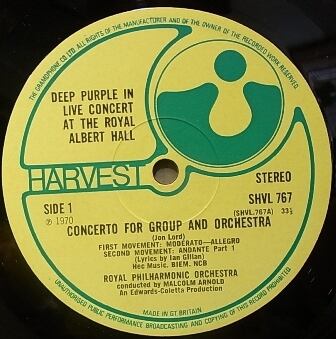 THE GRAMOPHONE CO. LTD. ALL RIGHTS OF THE MANUFACTURER AND OF THE OWNER OF THE RECORDED WORK RESERVED.
DEEP PURPLE IN
LIVE CONCERT
AT THE ROYAL
ALBERT HALL
HARVEST
STEREO
SHVL 767
SIDE 1
(SHVL.767A) 33⅓
℗ 1970
CONCERTO FOR GROUP AND ORCHESTRA
(Jon Lord)
FIRST MOVEMENT: MODERATO—ALLEGRO
SECOND MOVEMENT: ANDANTE Part 1
(Lyrics by Ian Gillan)
Hec Music. BIEM. NCB
ROYAL PHILHARMONIC ORCHESTRA
conducted by MALCOLM ARNOLD
An Edwards-Coletta Production
MADE IN GT BRITAIN
UNAUTHORISED PUBLIC PERFORMANCE BROADCASTING AND COPYING OF THIS RECORD PROHIBITED